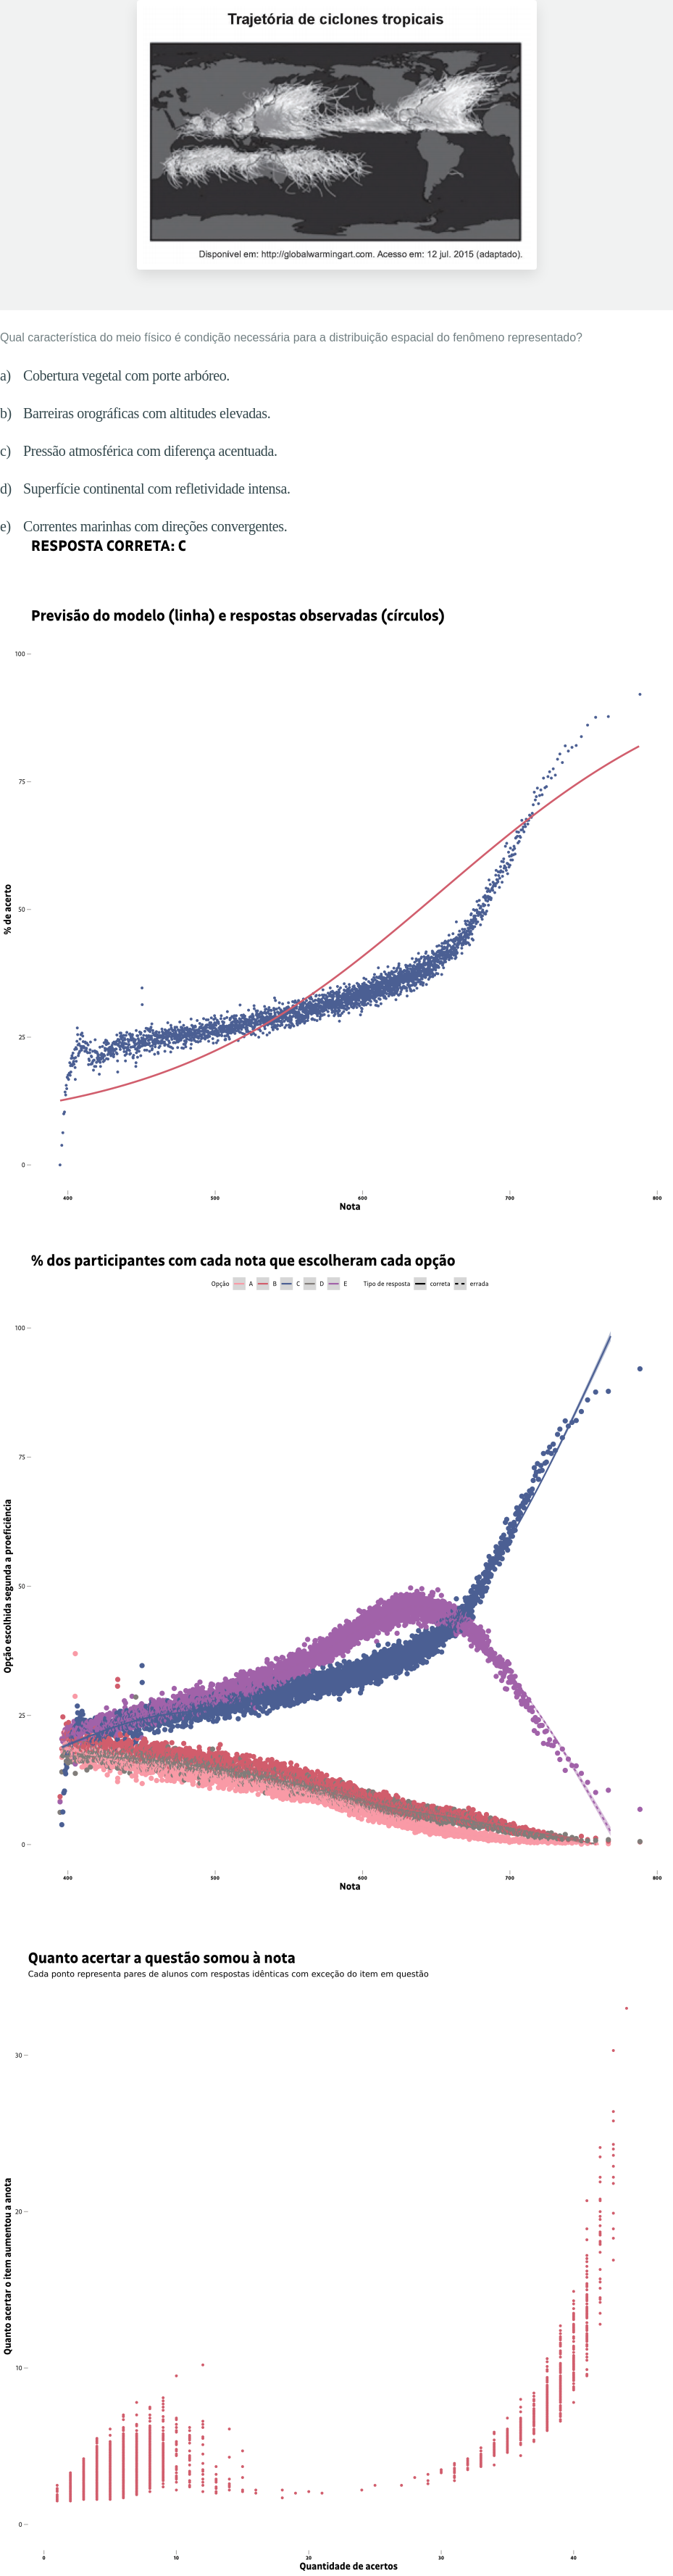 Trajetória de ciclones tropicais
Disponível em: http://globalwarmingart.com. Acesso em: 12 jul. 2015 (adaptado).
Qual característica do meio físico é condição necessária para a distribuição espacial do fenômeno representado?
a) Cobertura vegetal com porte arbóreo.
b) Barreiras orográficas com altitudes elevadas.
c) Pressão atmosférica com diferença acentuada.
d) Superfície continental com refletividade intensa.
e) Correntes marinhas com direções convergentes.
RESPOSTA CORRETA: C
Previsão do modelo (linha) e respostas observadas (círculos)
100
75
50
25
0
% de acerto
400 500 600 700 800
Nota
% dos participantes com cada nota que escolheram cada opção
Opção A B C D E Tipo de resposta correta errada
100
75
50
25
0
Opção escolhida segunda a proeficiência
400 500 600 700 800
Nota
Quanto acertar a questão somou à nota
Cada ponto representa pares de alunos com respostas idênticas com exceção do item em questão
30
20
10
0
Quanto acertar o item aumentou a anota
0 10 20 30 40
Quantidade de acertos